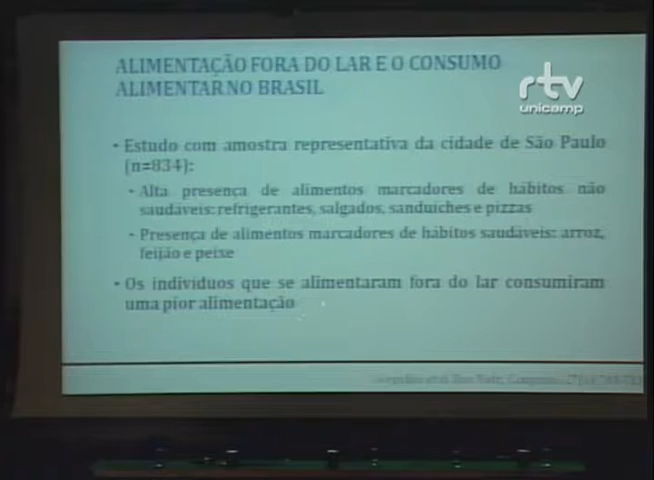 ALIMENTAÇÃO FORA DO LAR E O CONSUMO
ALIMENTAR NO BRASIL
rtv
unicamp
• Estudo com amostra representativa da cidade de São Paulo
(n=834):
- Alta presença de alimentos marcadores de hábitos não
saudáveis: refrigerantes, salgados, sanduíches e pizzas
- Presença de alimentos marcadores de hábitos saudáveis: arroz,
feijão e peixe
• Os indivíduos que se alimentaram fora do lar consumiram
uma pior alimentação